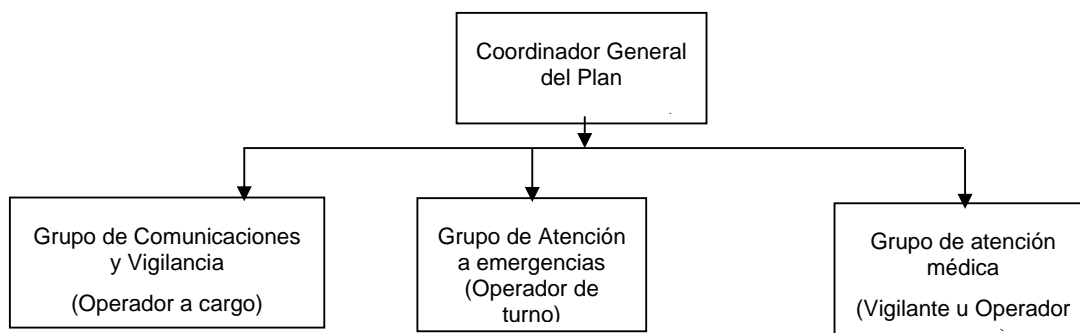 Coordinador General
del Plan
Grupo de Comunicaciones
y Vigilancia
(Operador a cargo)
Grupo de Atención
a emergencias
(Operador de
turno)
Grupo de atención
médica
(Vigilante u Operador